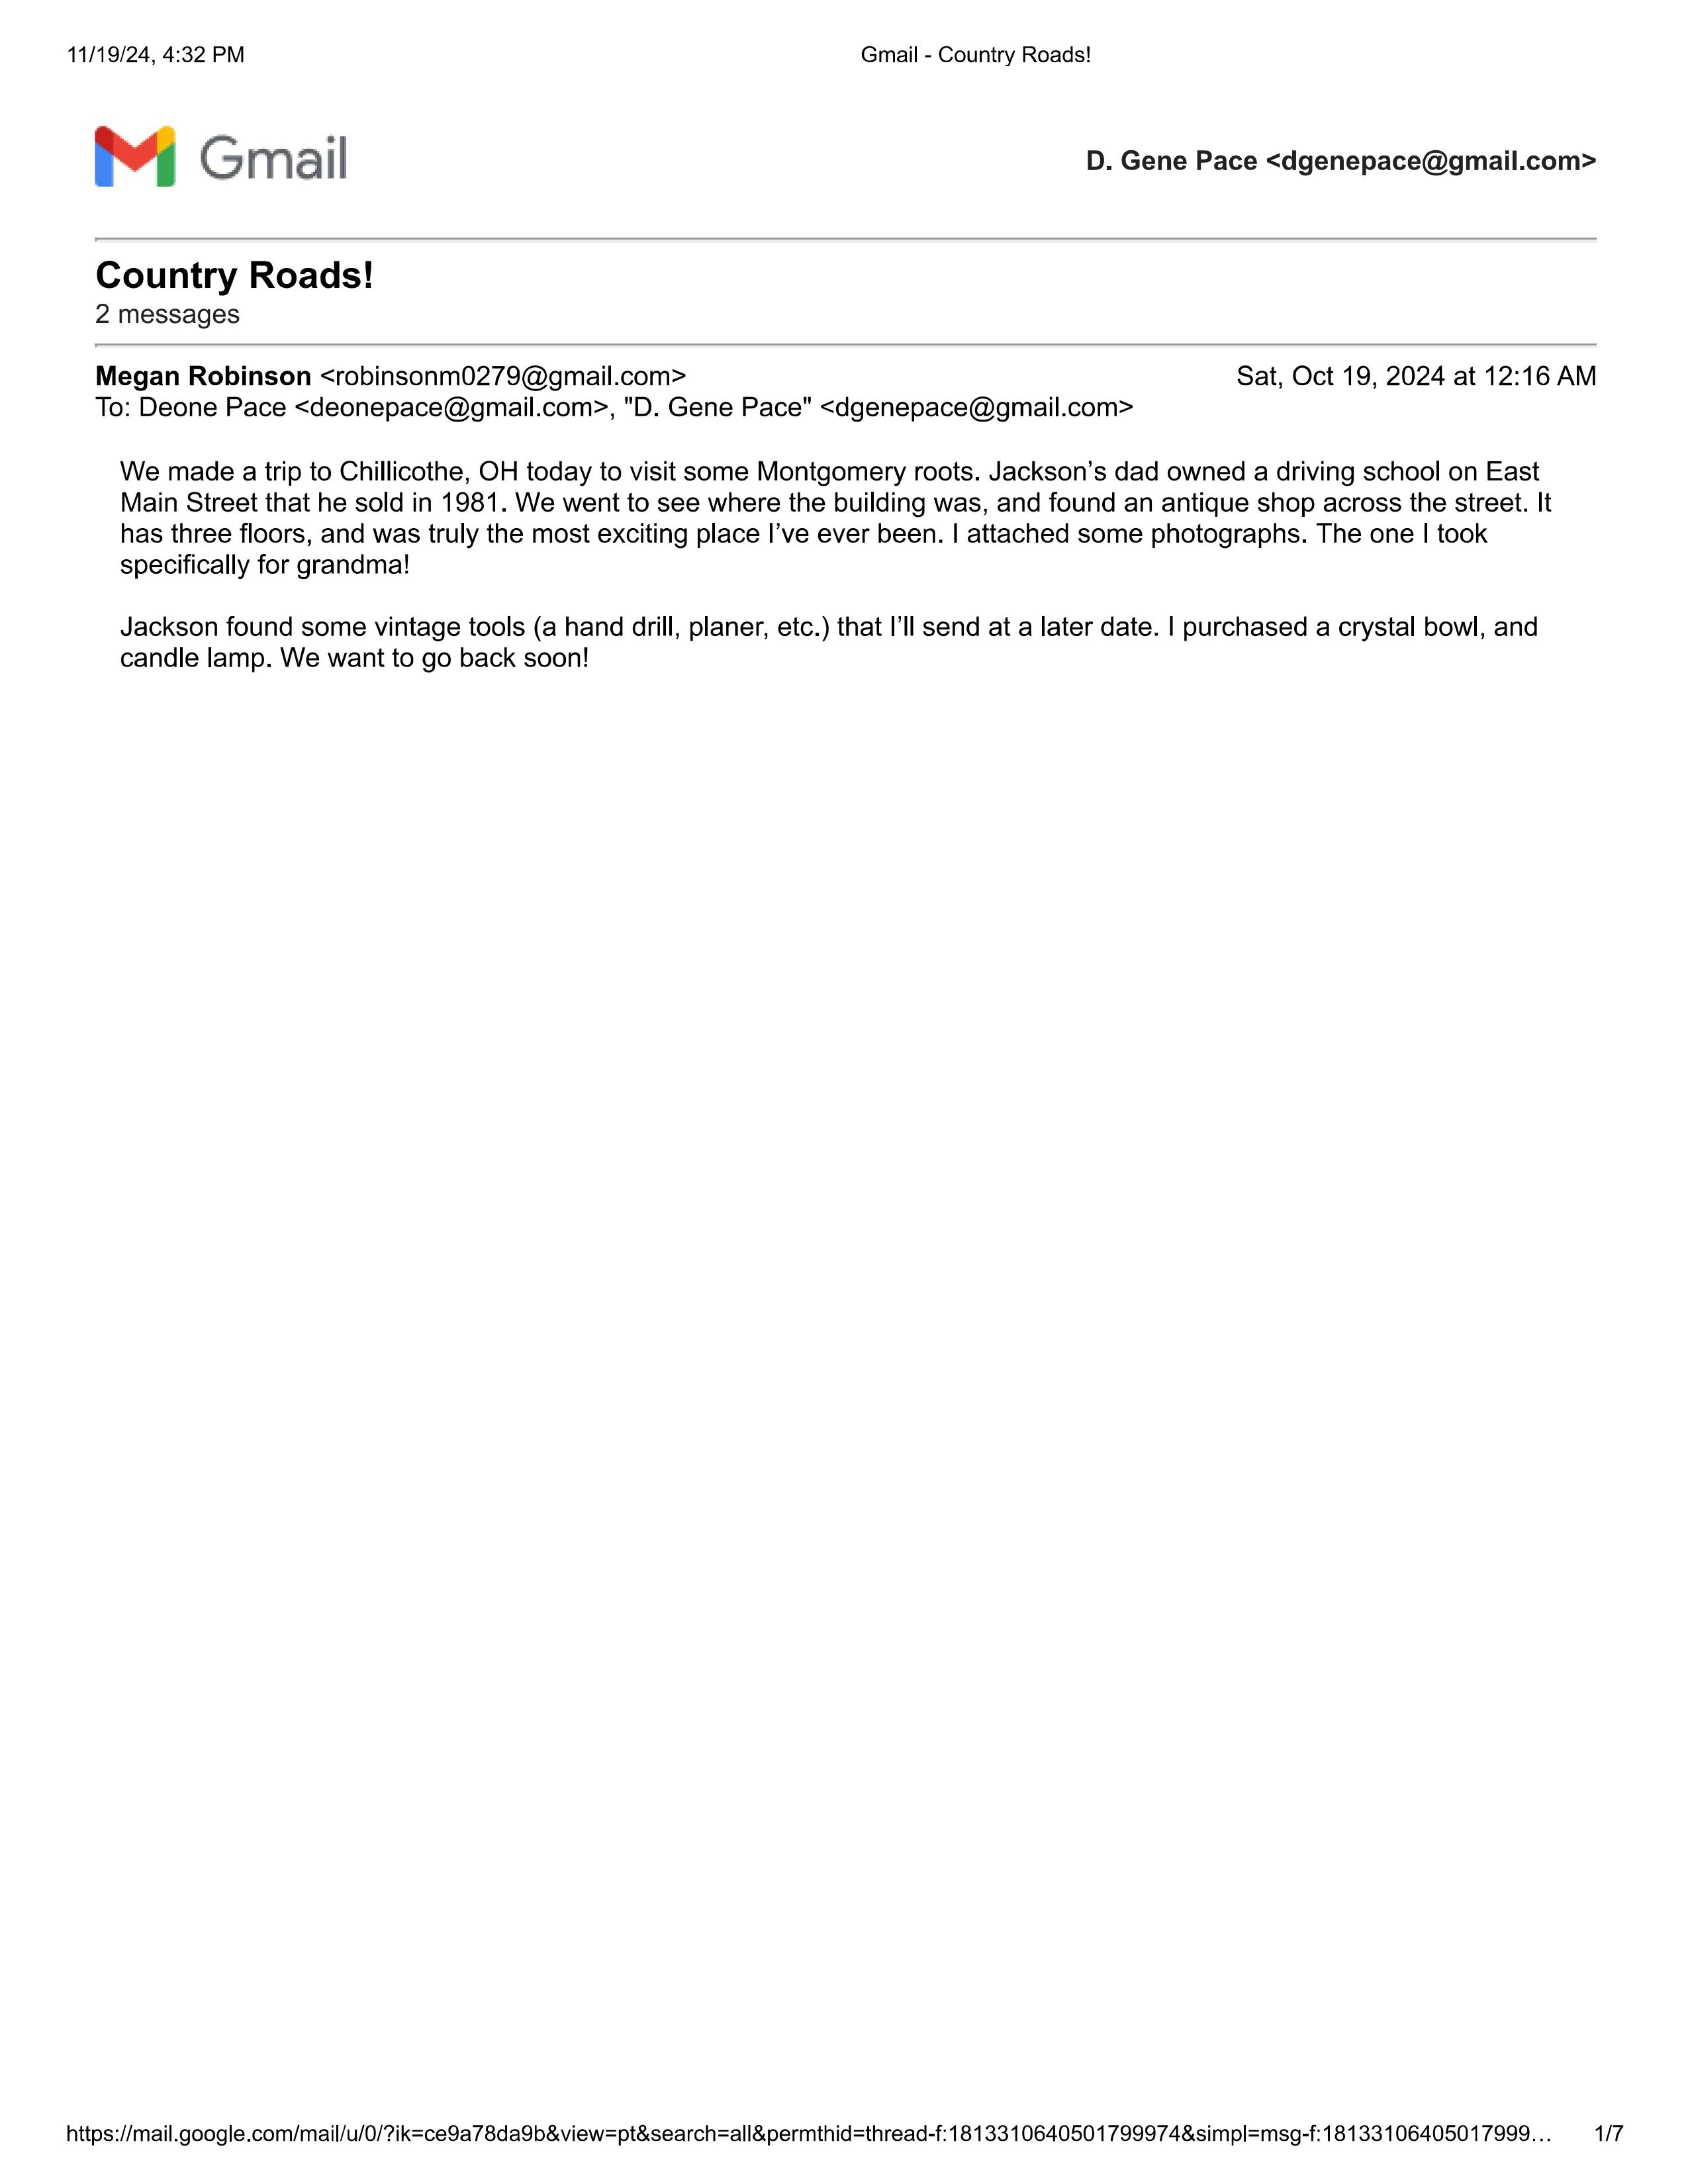 11/19/24, 4:32 PM
Gmail - Country Roads!
Gmail
D. Gene Pace <dgenepace@gmail.com>
Country Roads!
2 messages
Megan Robinson <robinsonm0279@gmail.com>
Sat, Oct 19, 2024 at 12:16 AM
To: Deone Pace <deonepace@gmail.com>, "D. Gene Pace" <dgenepace@gmail.com>
We made a trip to Chillicothe, OH today to visit some Montgomery roots. Jackson’s dad owned a driving school on East
Main Street that he sold in 1981. We went to see where the building was, and found an antique shop across the street. It
has three floors, and was truly the most exciting place I’ve ever been. I attached some photographs. The one I took
specifically for grandma!
Jackson found some vintage tools (a hand drill, planer, etc.) that I’ll send at a later date. I purchased a crystal bowl, and
candle lamp. We want to go back soon!
https://mail.google.com/mail/u/0/?ik=ce9a78da9b&view=pt&search=all&permthid=thread-f:1813310640501799974&simpl=msg-f:18133106405017999…
1/7